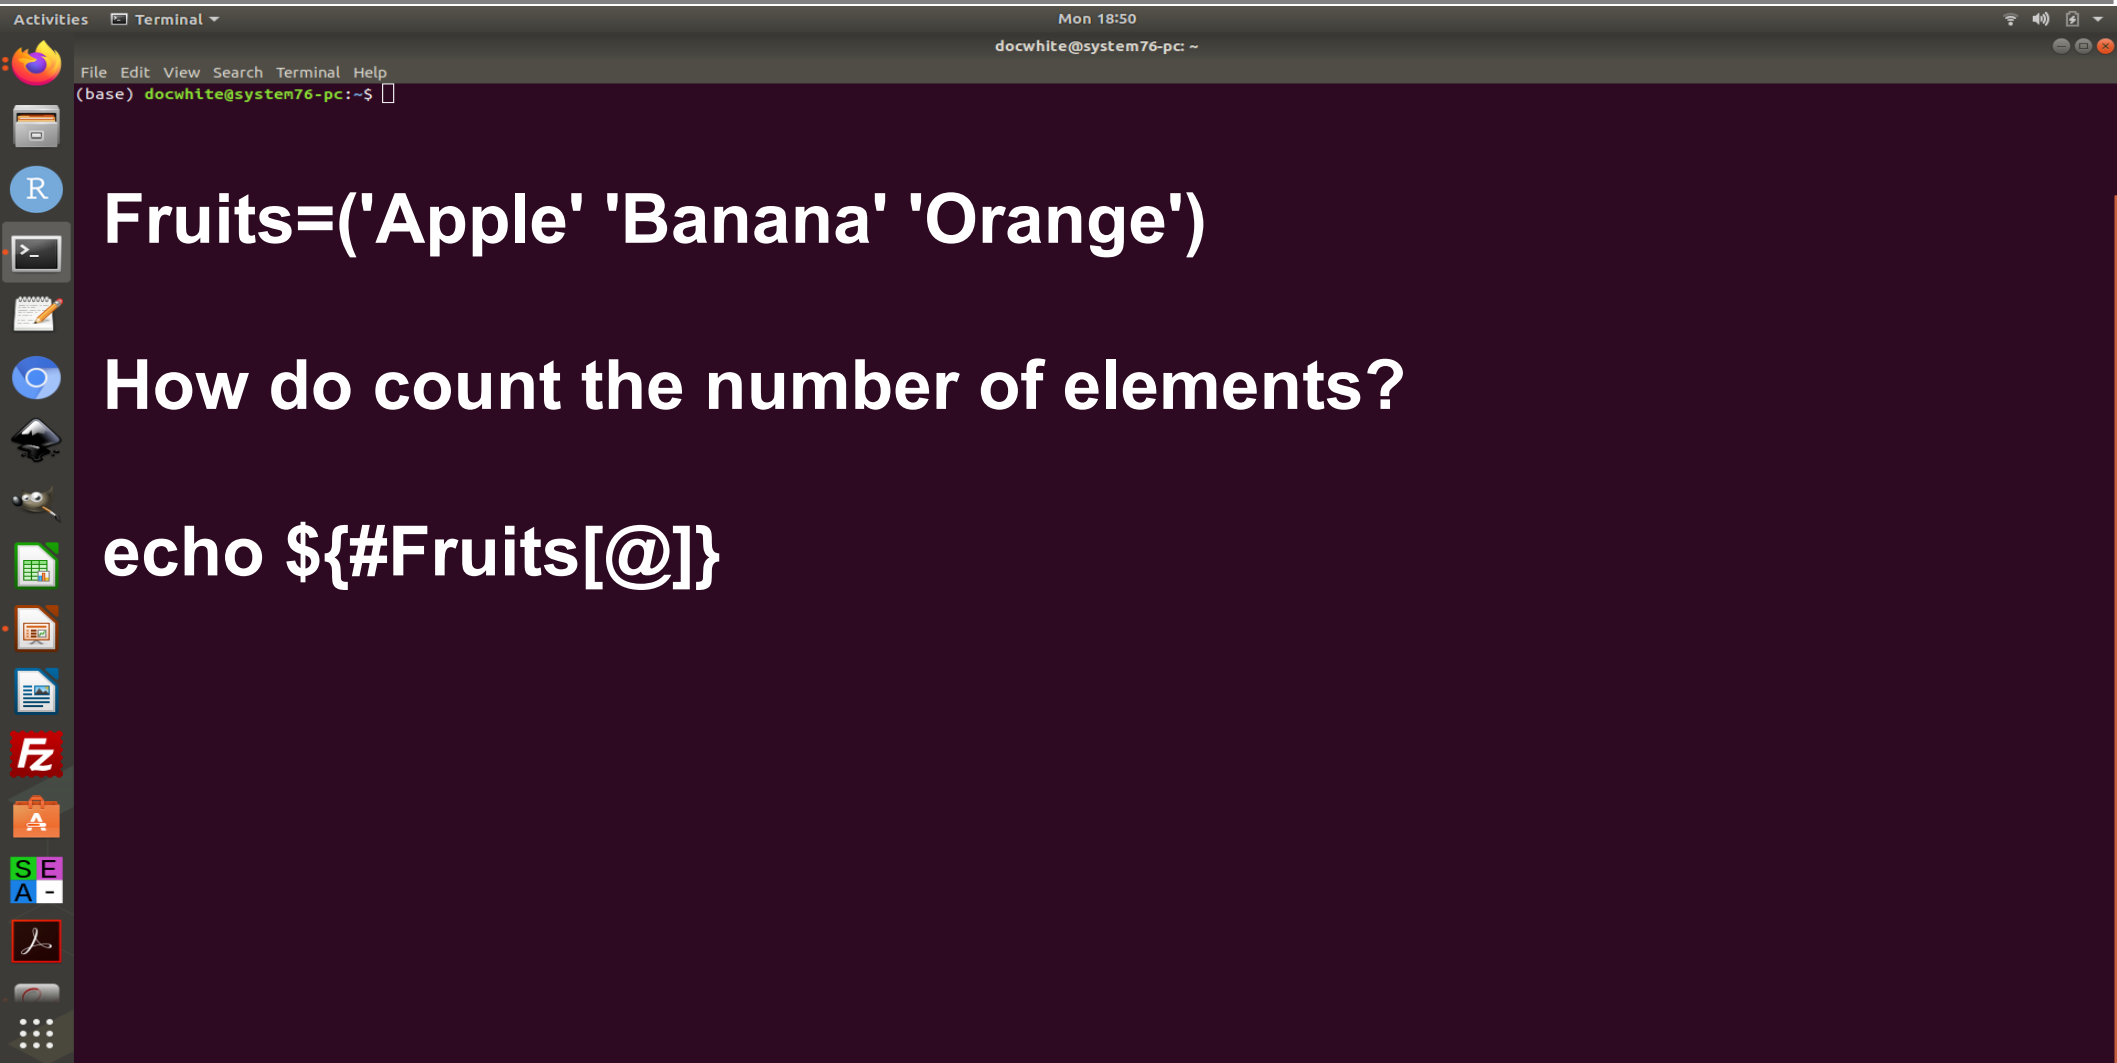 Activities Terminal Mon 18:50
docwhite@system76-pc: ~
File Edit View Search Terminal Help
(base) docwhite@system76-pc:~$
R
Fruits=('Apple' 'Banana' 'Orange')
>_
How do count the number of elements?
echo ${#Fruits[@]}
Fz
A
S E
A -